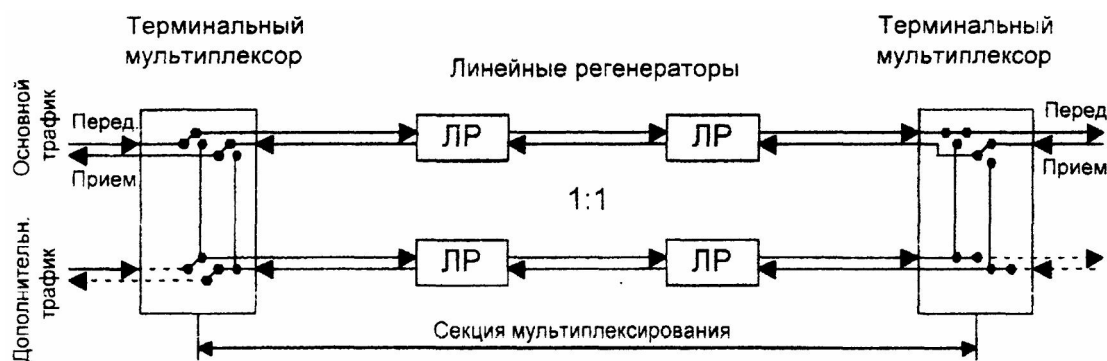 Терминальный
мультиплексор
Терминальный
мультиплексор
Линейные регенераторы
Основной
трафик
Перед.
Прием
ЛР
ЛР
Перед
Прием
1:1
Дополнительн.
трафик
ЛР
ЛР
Секция мультиплексирования